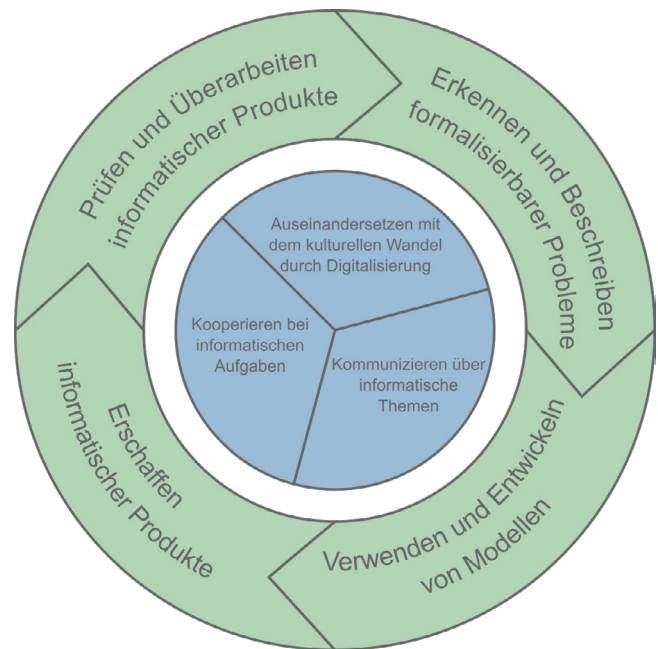 Prüfen und Überarbeiten
informatischer Produkte
Erkennen und Beschreiben
formalisierbarer Probleme
Verwenden und Entwickeln
von Modellen
Erschaffen
informatischer Produkte
Auseinandersetzen mit
dem kulturellen Wandel
durch Digitalisierung
Kooperieren bei
informatischen
Aufgaben
Kommunizieren über
informatische
Themen